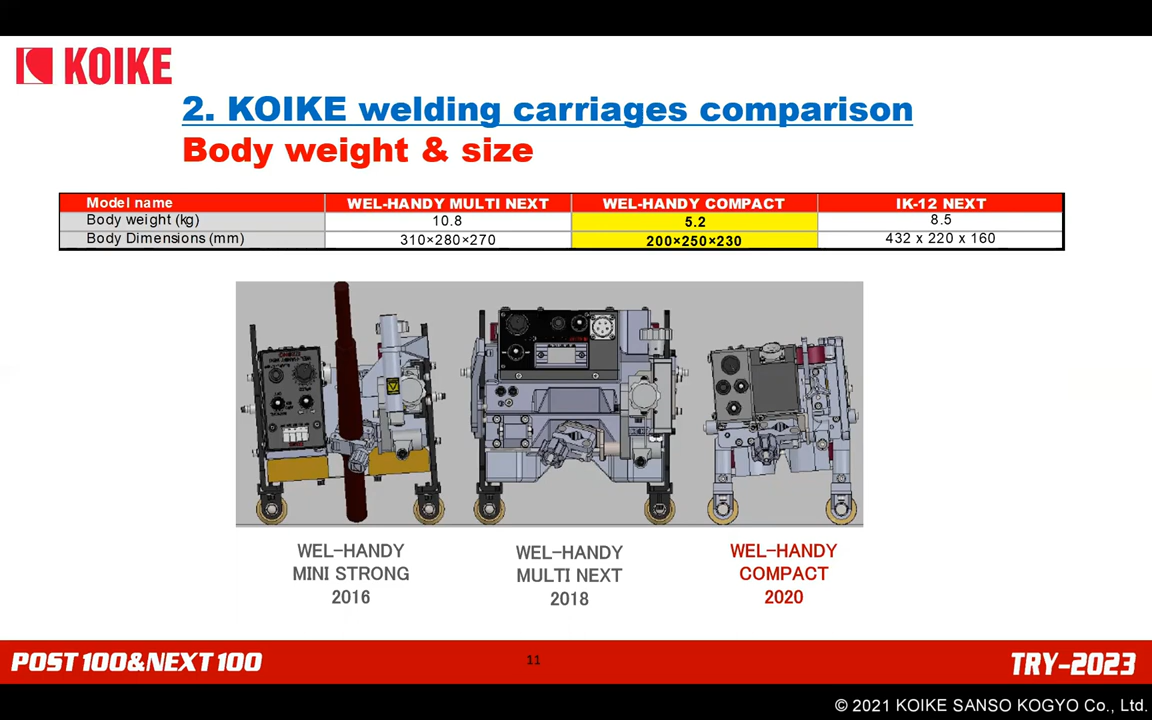 KOIKE
2. KOIKE welding carriages comparison
Body weight & size
Model name WEL-HANDY MULTI NEXT WEL-HANDY COMPACT IK-12 NEXT
Body weight (kg) 10.8 5.2 8.5
Body Dimensions (mm) 310×280×270 200×250×230 432 x 220 x 160
WEL-HANDY
MINI STRONG
2016
WEL-HANDY
MULTI NEXT
2018
WEL-HANDY
COMPACT
2020
POST 100&NEXT 100
11
TRY-2023
© 2021 KOIKE SANSO KOGYO Co., Ltd.